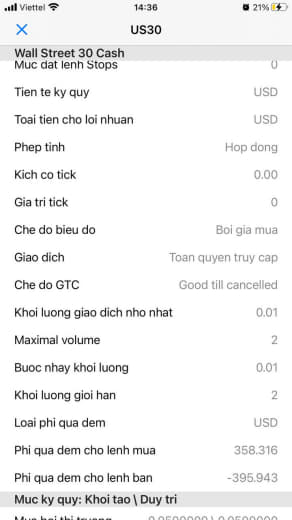 Viettel 14:36 21%
US30
Wall Street 30 Cash
Muc dat lenh Stops 0
Tien te ky quy USD
Toai tien cho loi nhuan USD
Phep tinh Hop dong
Kich co tick 0.00
Gia tri tick 0
Che do bieu do Boi gia mua
Giao dich Toan quyen truy cap
Che do GTC Good till cancelled
Khoi luong giao dich nho nhat 0.01
Maximal volume 2
Buoc nhay khoi luong 0.01
Khoi luong gioi han 2
Loai phi qua dem USD
Phi qua dem cho lenh mua 358.316
Phi qua dem cho lenh ban -395.943
Muc ky quy: Khoi tao \ Duy tri